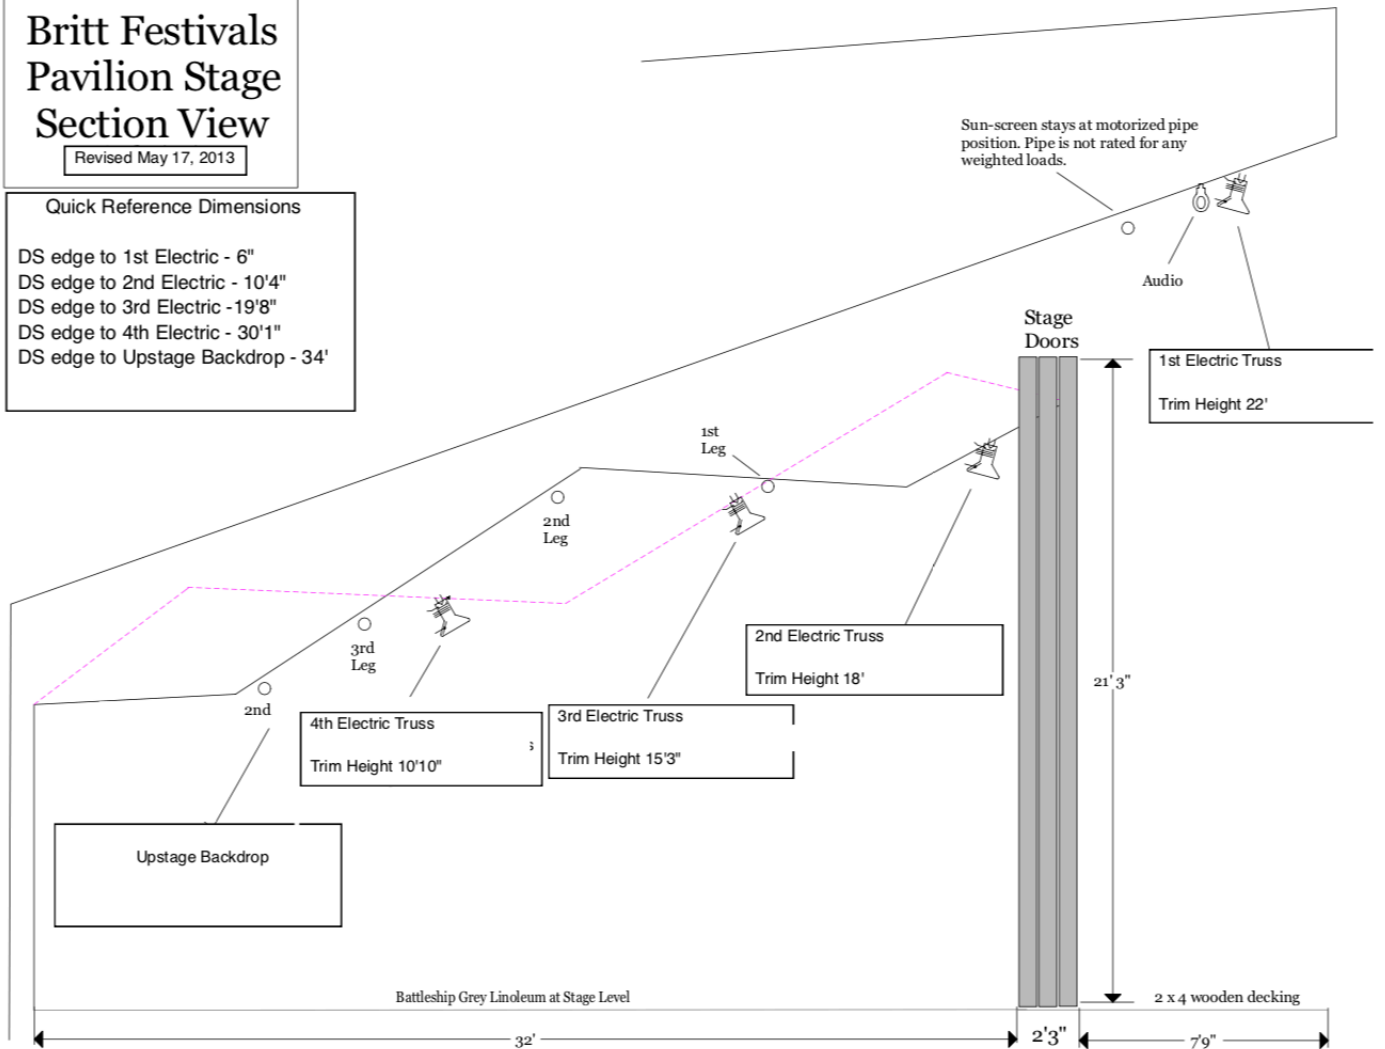 Britt Festivals
Pavilion Stage
Section View
Revised May 17, 2013
Quick Reference Dimensions
DS edge to 1st Electric - 6"
DS edge to 2nd Electric - 10'4"
DS edge to 3rd Electric -19'8"
DS edge to 4th Electric - 30'1"
DS edge to Upstage Backdrop - 34'
Sun-screen stays at motorized pipe
position. Pipe is not rated for any
weighted loads.
Audio
Stage
Doors
1st Electric Truss
Trim Height 22'
1st
Leg
2nd
Leg
3rd
Leg
2nd
2nd Electric Truss
Trim Height 18'
21' 3"
4th Electric Truss
s
Trim Height 10'10"
3rd Electric Truss
Trim Height 15'3"
Upstage Backdrop
Battleship Grey Linoleum at Stage Level
2 x 4 wooden decking
32'
2'3"
7'9"